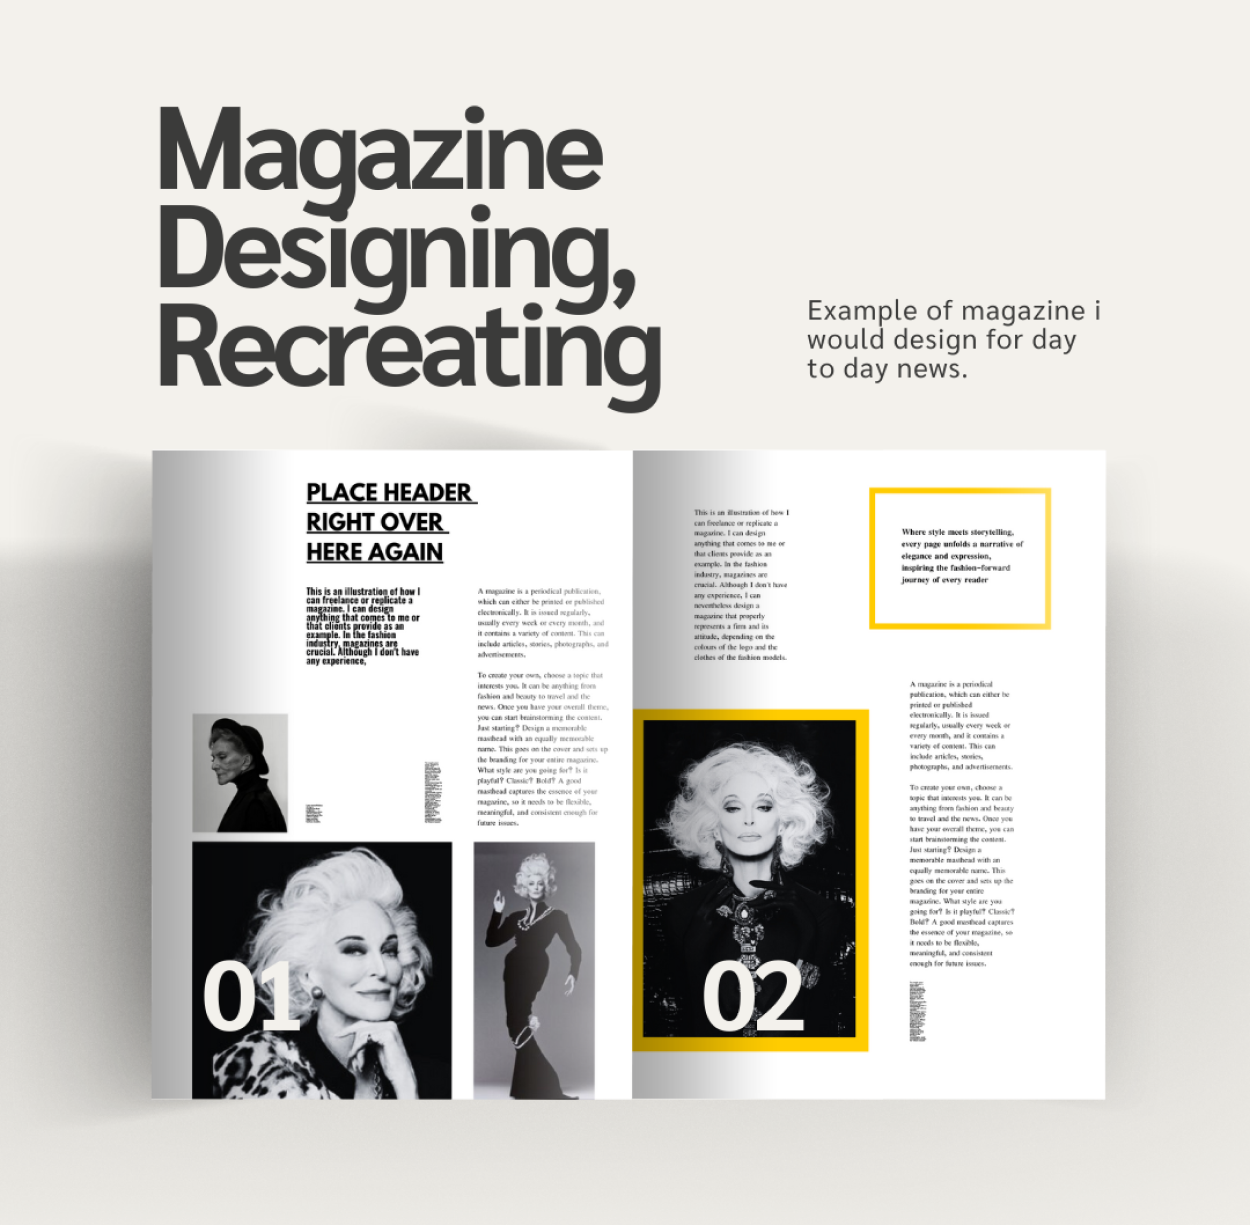 Magazine
Designing,
Recreating
Example of magazine i
would design for day
to day news.
PLACE HEADER
RIGHT OVER
HERE AGAIN
This is an illustration of how I
can freelance or replicate a
magazine. I can design
anything that comes to me or
that clients provide as an
example. In the fashion
industry, magazines are
crucial. Although I don't have
any experience,
A magazine is a periodical publication,
which can either be printed or published
electronically. It is issued regularly,
usually every week or every month, and
it contains a variety of content. This can
include articles, stories, photographs, and
advertisements.
To create your own, choose a topic that
interests you. It can be anything from
fashion and beauty to travel and the
news. Once you have your overall theme,
you can start brainstorming the content.
Just starting? Design a memorable
masthead with an equally memorable
name. This goes on the cover and sets up
the branding for your entire magazine.
What style are you going for? Is it
playful? Classic? Bold? A good
masthead captures the essence of your
magazine, so it needs to be flexible,
meaningful, and consistent enough for
future issues.
01
This is an illustration of how I
can freelance or replicate a
magazine. I can design
anything that comes to me or
that clients provide as an
example. In the fashion
industry, magazines are
crucial. Although I don't have
any experience, I can
nevertheless design a
magazine that properly
represents a firm and its
attitude, depending on the
colours of the logo and the
clothes of the fashion models.
Where style meets storytelling,
every page unfolds a narrative of
elegance and expression,
inspiring the fashion-forward
journey of every reader
02
A magazine is a periodical
publication, which can either be
printed or published
electronically. It is issued
regularly, usually every week or
every month, and it contains a
variety of content. This can
include articles, stories,
photographs, and advertisements.
To create your own, choose a
topic that interests you. It can be
anything from fashion and beauty
to travel and the news. Once you
have your overall theme, you can
start brainstorming the content.
Just starting? Design a
memorable masthead with an
equally memorable name. This
goes on the cover and sets up the
branding for your entire
magazine. What style are you
going for? Is it playful? Classic?
Bold? A good masthead captures
the essence of your magazine, so
it needs to be flexible,
meaningful, and consistent
enough for future issues.